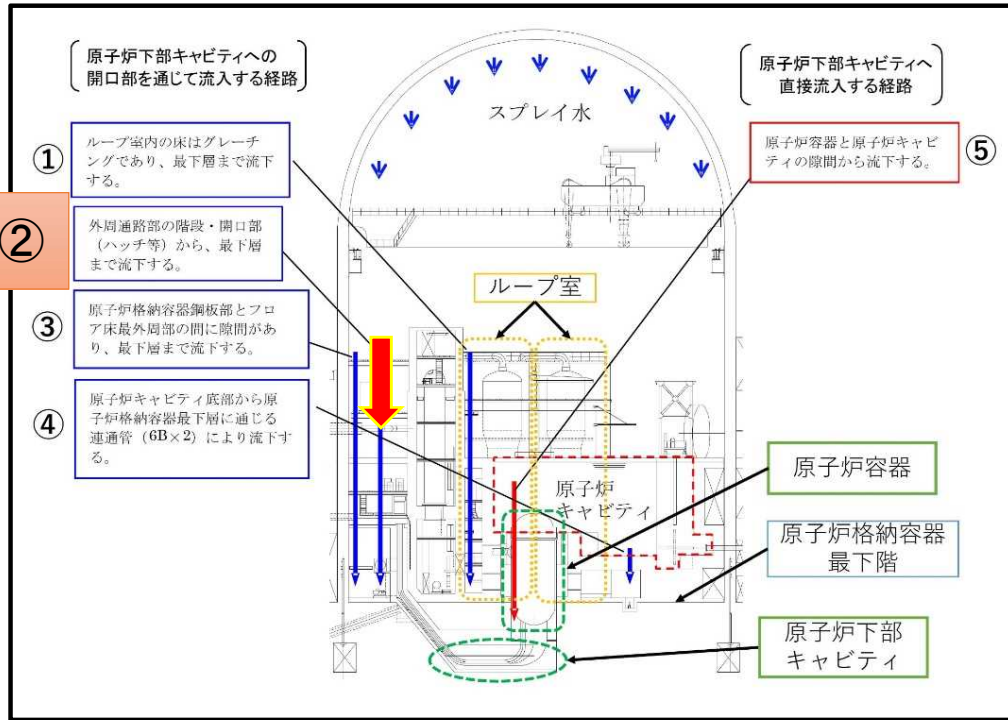 原子炉下部キャビティへの
開口部を通じて流入する経路
原子炉下部キャビティへ
直接流入する経路
スプレイ水
①
ループ室内の床はグレーチ
ングであり、最下層まで流下
する。
②
外周通路部の階段・開口部
（ハッチ等）から、最下層
まで流下する。
③
原子炉格納容器鋼板部とフロ
ア床最外周部の間に隙間があ
り、最下層まで流下する。
④
原子炉キャビティ底部から原
子炉格納容器最下層に通じる
連通管（6B×2）により流下す
る。
原子炉容器と原子炉キャビ
ティの隙間から流下する。
⑤
ループ室
原子炉
キャビティ
原子炉容器
原子炉格納容器
最下階
原子炉下部
キャビティ